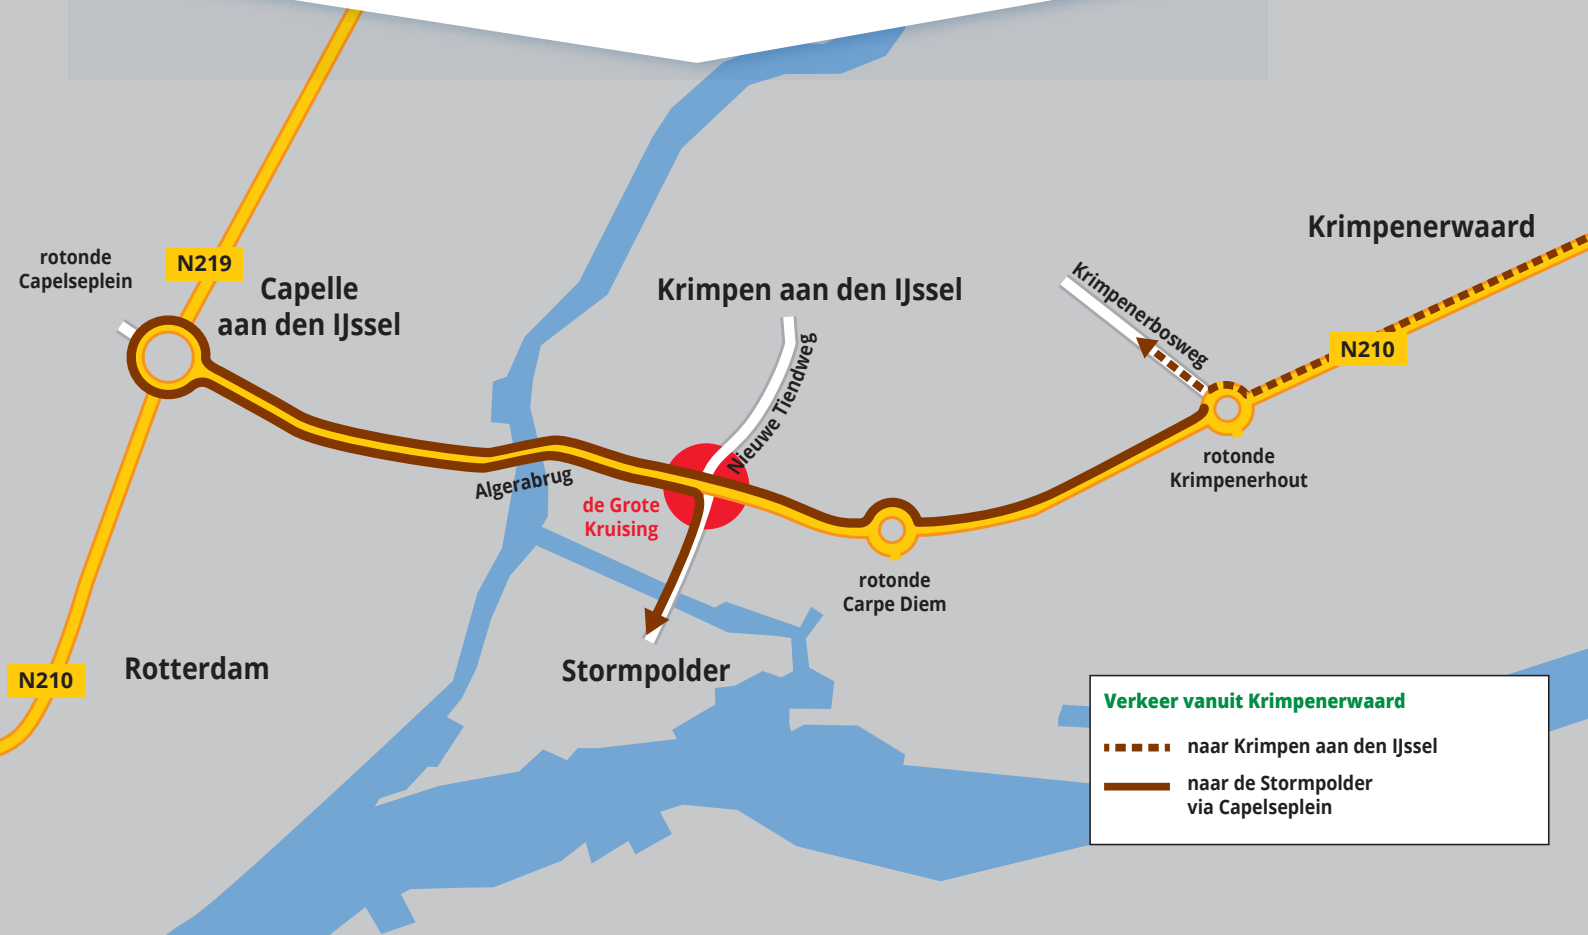 Krimpenerwaard
rotonde
Capelseplein
N219
Capelle
aan den IJssel
Krimpen aan den IJssel
Krimpenerbosweg
N210
Nieuwe Tiendweg
Algerabrug
de Grote
Kruising
rotonde
Krimpenerhout
rotonde
Carpe Diem
N210
Rotterdam
Stormpolder
Verkeer vanuit Krimpenerwaard
naar Krimpen aan den IJssel
naar de Stormpolder
via Capelseplein